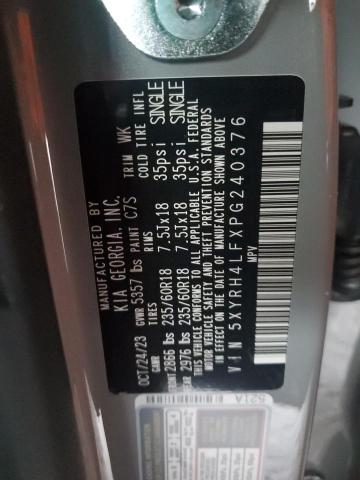 MANUFACTURED BY
KIA GEORGIA, INC.
OCT/24/23 GVWR 5357 lbs PAINT C7S TRIM WK
GAWR TIRES RIMS COLD TIRE INFL
FRONT 2866 lbs 235/60R18 7.5JX18 35psi SINGLE
REAR 2976 lbs 235/60R18 7.5JX18 35psi SINGLE
THIS VEHICLE CONFORMS TO ALL APPLICABLE U.S.A. FEDERAL
MOTOR VEHICLE SAFETY AND THEFT PREVENTION STANDARDS
IN EFFECT ON THE DATE OF MANUFACTURE SHOWN ABOVE.
MPV
VIN 5XYRH4LFXPG240376
521A